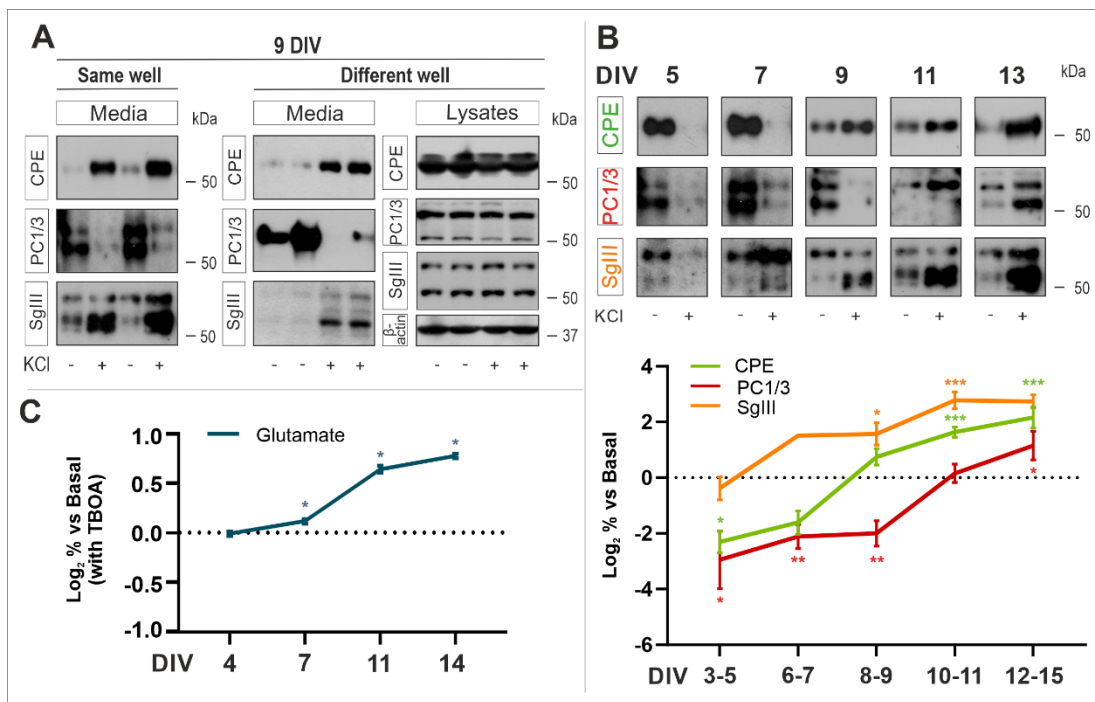 A
9 DIV
Same well
Different well
Media
kDa
Media
Lysates
kDa
CPE
– 50
CPE
CPE
– 50
PC1/3
– 50
PC1/3
PC1/3
– 50
SgIII
– 50
SgIII
SgIII
– 50
β-actin
– 37
KCl - + - + - - + + - - + +
B
DIV 5 7 9 11 13 kDa
CPE – 50
PC1/3 – 50
SgIII – 50
KCl - + - + - + - + - +
4
2
0
-2
-4
-6
Log₂ % vs Basal
CPE
PC1/3
SgIII
* *** ***
***
*
*
** **
*
DIV 3-5 6-7 8-9 10-11 12-15
C
1.0
0.5
0.0
-0.5
-1.0
Log₂ % vs Basal
(with TBOA)
Glutamate
* * *
DIV 4 7 11 14